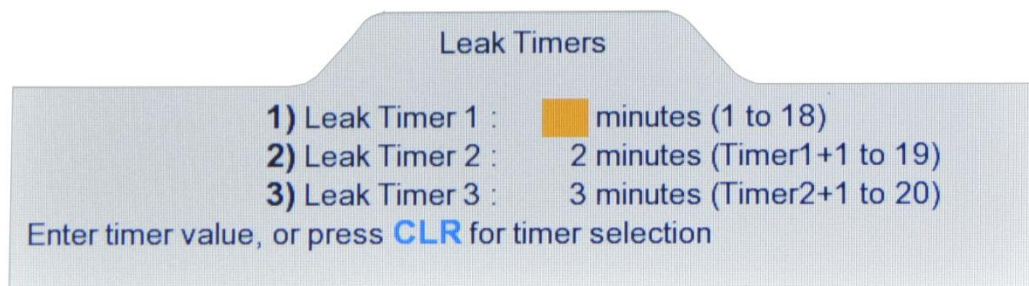 Leak Timers
1) Leak Timer 1 : minutes (1 to 18)
2) Leak Timer 2 : 2 minutes (Timer1+1 to 19)
3) Leak Timer 3 : 3 minutes (Timer2+1 to 20)
Enter timer value, or press CLR for timer selection